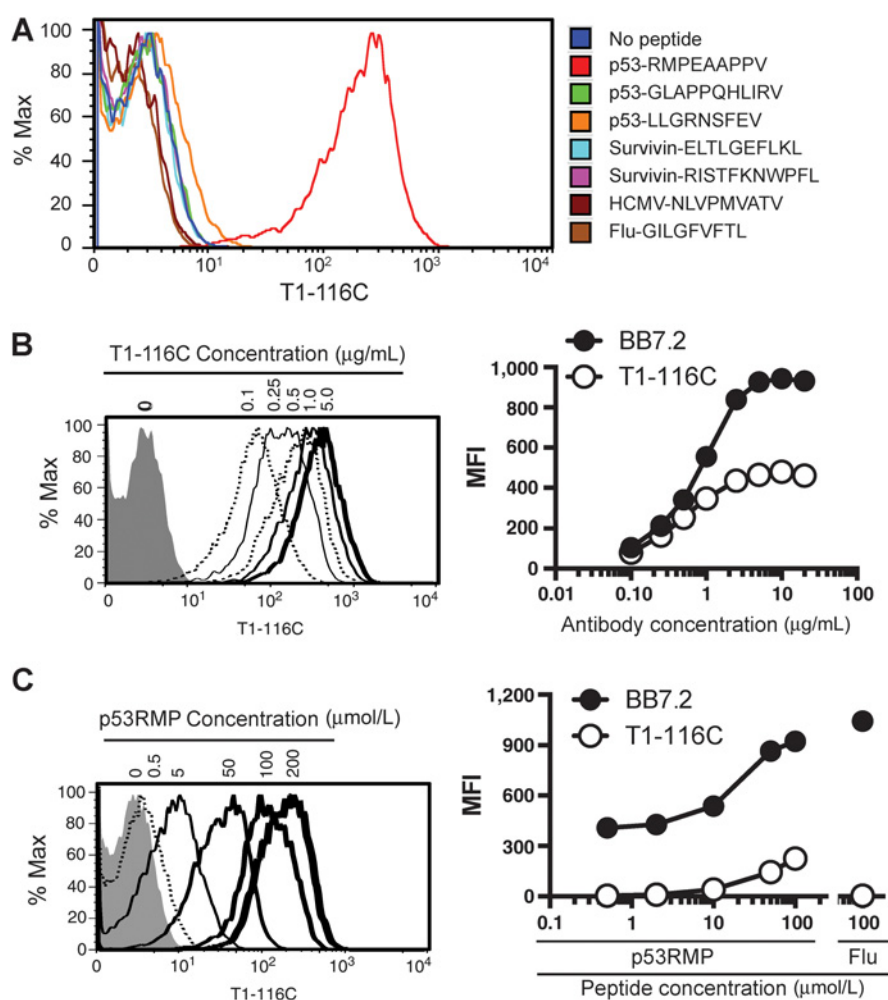 A
% Max
100
80
60
40
20
0
0 10¹ 10² 10³ 10⁴
T1-116C
No peptide
p53-RMPEAAPPV
p53-GLAPPQHLIRV
p53-LLGRNSFEV
Survivin-ELTLGEFLKL
Survivin-RISTFKNWPFL
HCMV-NLVPMVATV
Flu-GILGFVFTL
B
T1-116C Concentration (μg/mL)
0 0.1 0.25 0.5 1.0 5.0
% Max
100
80
60
40
20
0
0 10¹ 10² 10³ 10⁴
T1-116C
BB7.2
T1-116C
MFI
1,000
800
600
400
200
0
0.01 0.10 1 10 100
Antibody concentration (μg/mL)
C
p53RMP Concentration (μmol/L)
0 0.5 5 50 100 200
% Max
100
80
60
40
20
0
0 10¹ 10² 10³ 10⁴
T1-116C
BB7.2
T1-116C
MFI
1,200
900
600
300
0
0.1 1 10 100 100
p53RMP Flu
Peptide concentration (μmol/L)